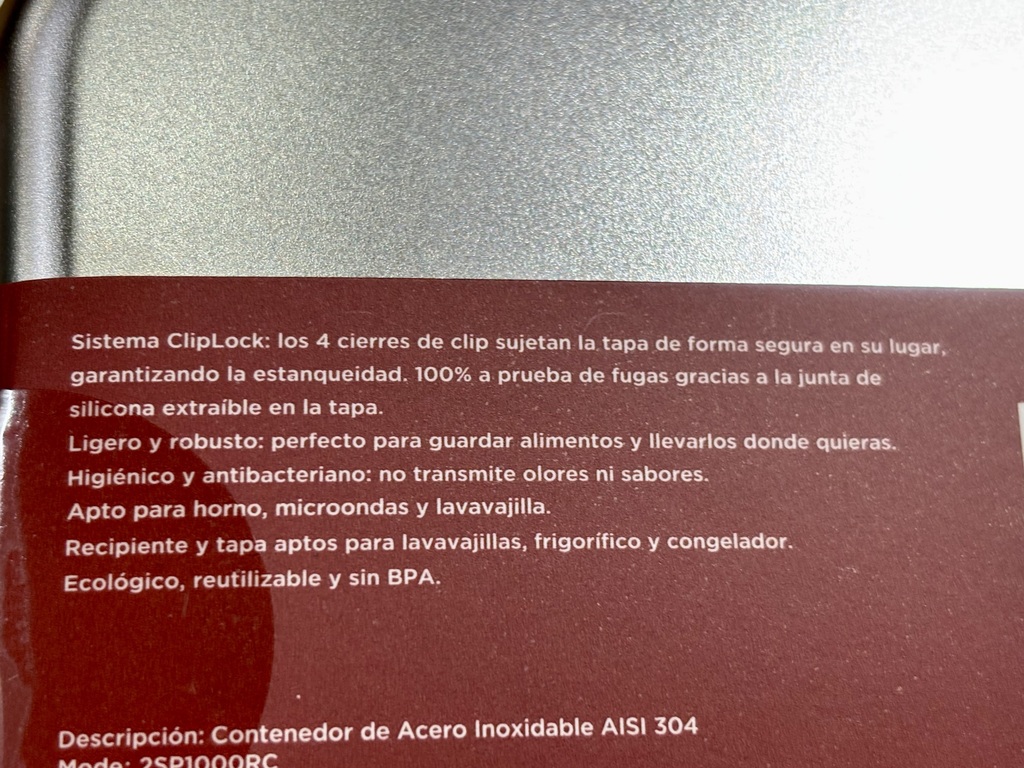 Sistema ClipLock: los 4 cierres de clip sujetan la tapa de forma segura en su lugar,
garantizando la estanqueidad. 100% a prueba de fugas gracias a la junta de
silicona extraíble en la tapa.
Ligero y robusto: perfecto para guardar alimentos y llevarlos donde quieras.
Higiénico y antibacteriano: no transmite olores ni sabores.
Apto para horno, microondas y lavavajilla.
Recipiente y tapa aptos para lavavajillas, frigorífico y congelador.
Ecológico, reutilizable y sin BPA.
Descripción: Contenedor de Acero Inoxidable AISI 304
Mode: 2SP1000RC